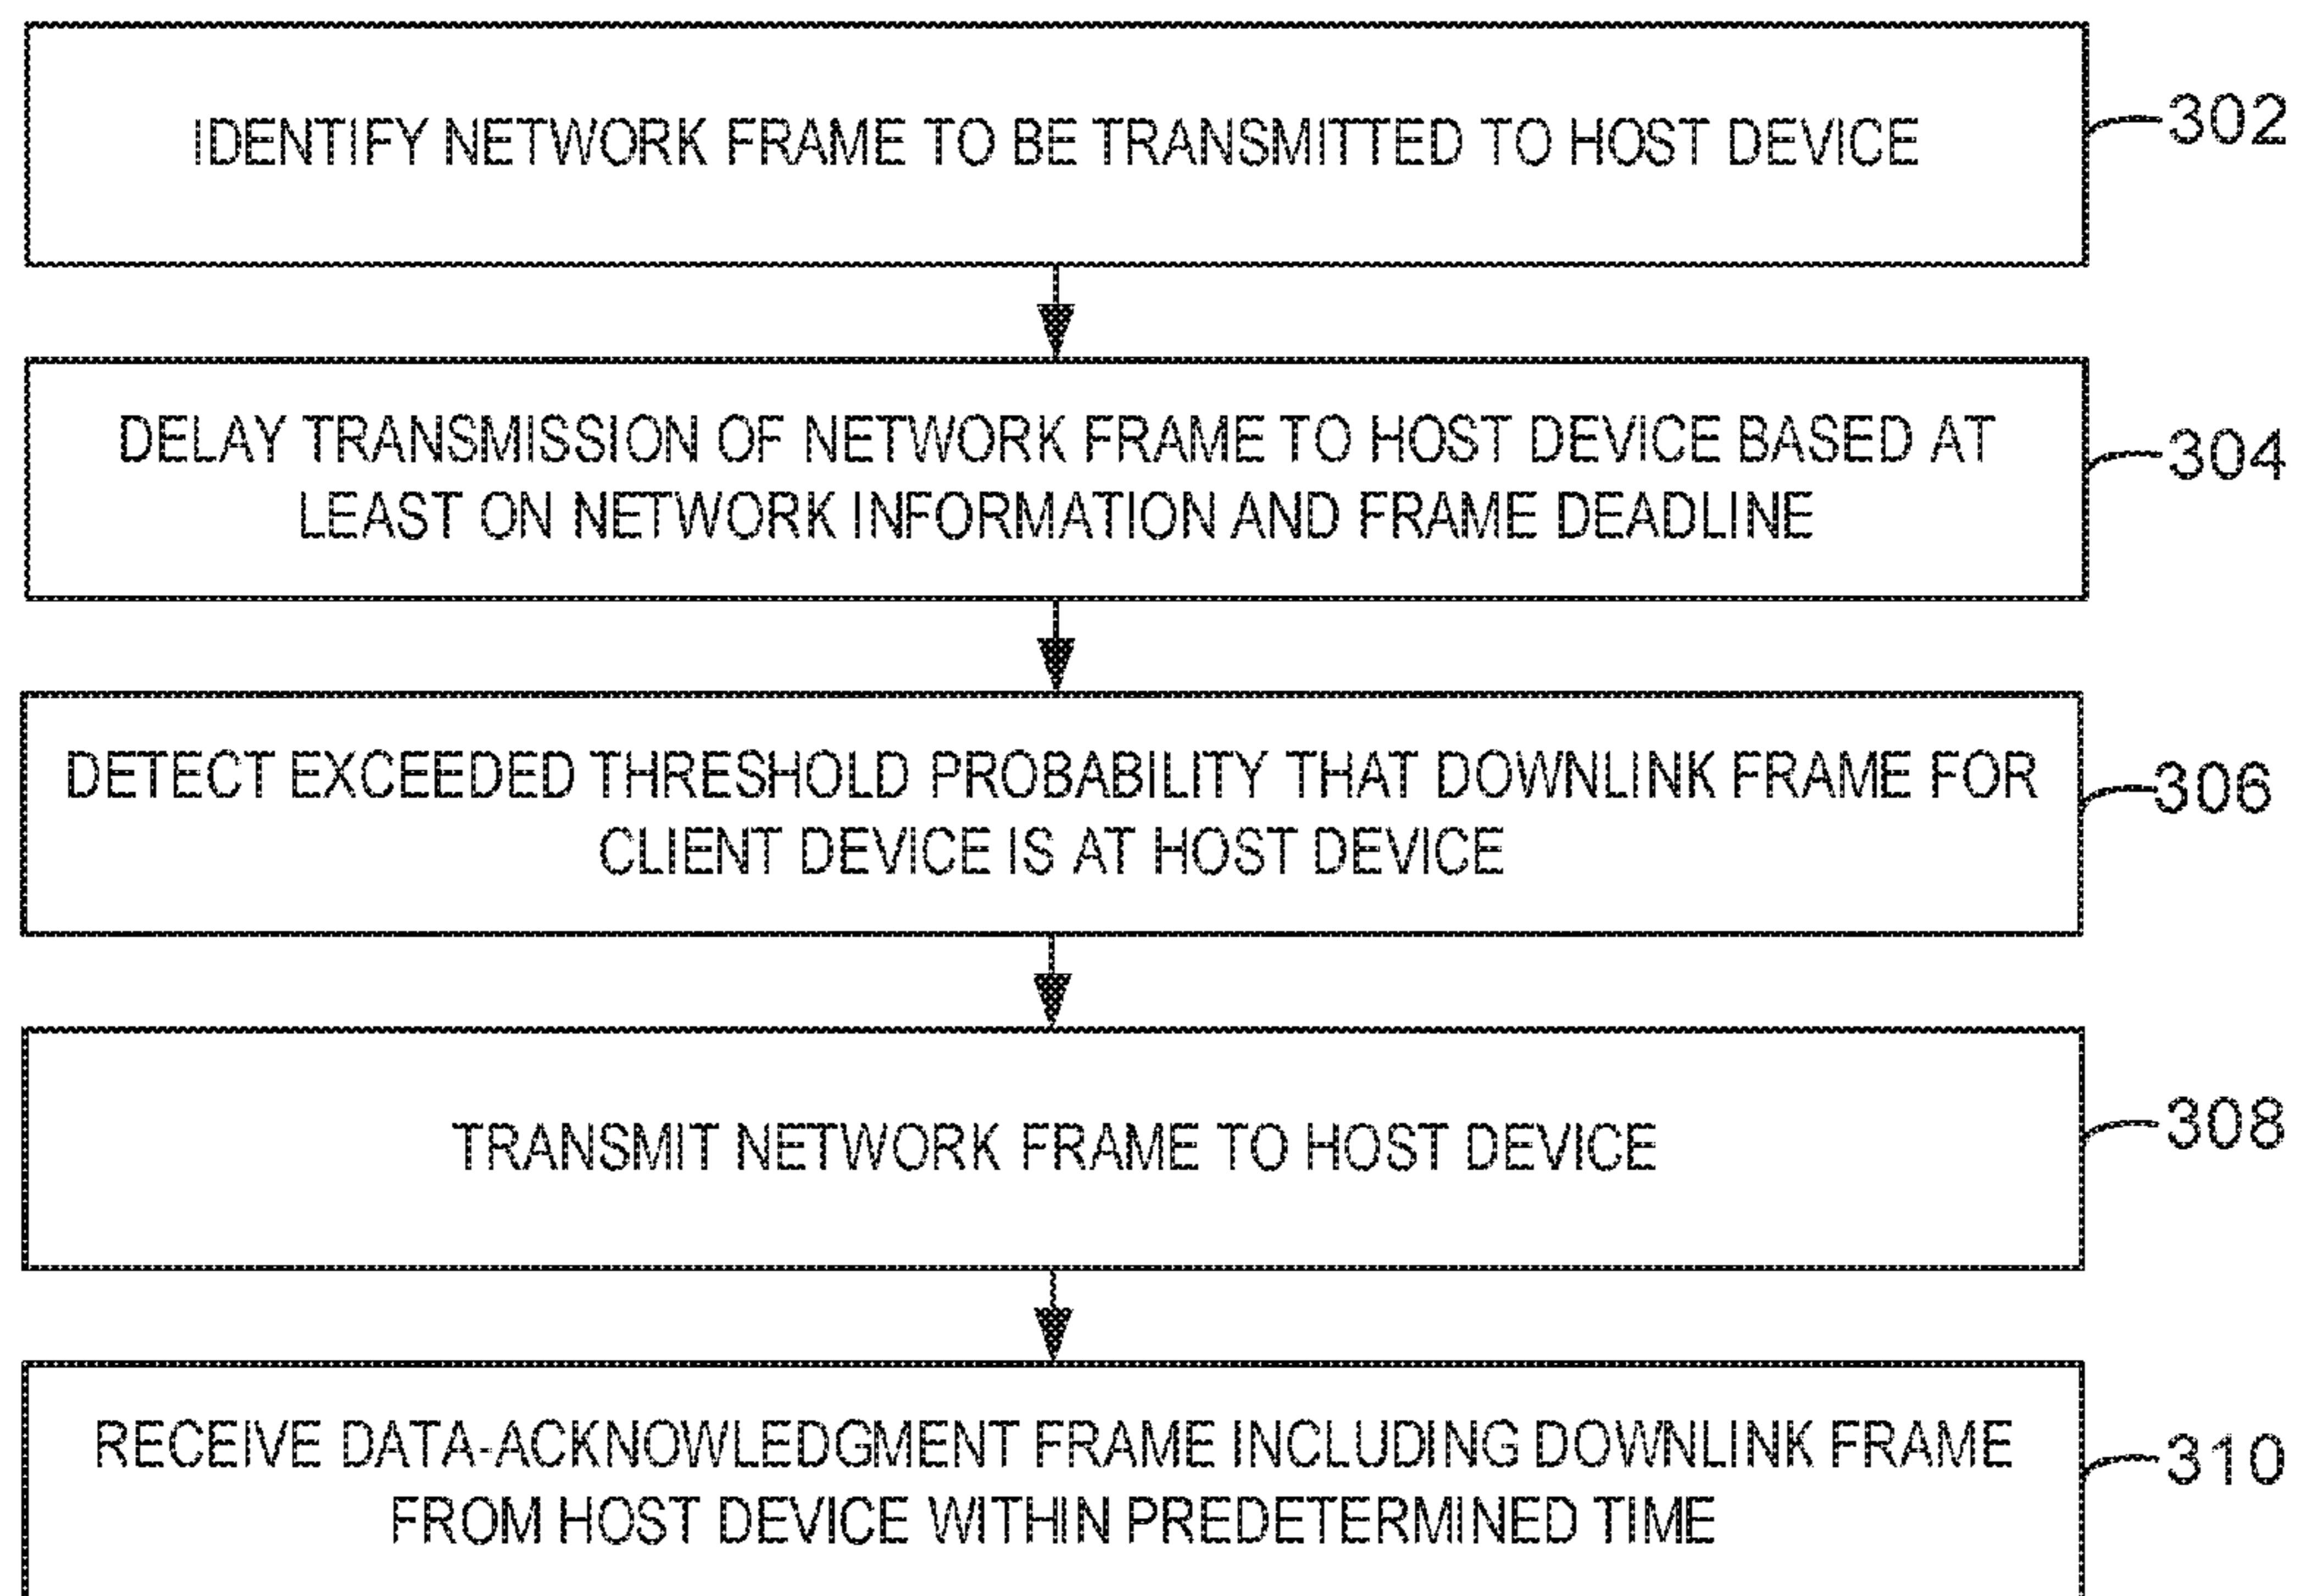 IDENTIFY NETWORK FRAME TO BE TRANSMITTED TO HOST DEVICE
302
DELAY TRANSMISSION OF NETWORK FRAME TO HOST DEVICE BASED AT
LEAST ON NETWORK INFORMATION AND FRAME DEADLINE
304
DETECT EXCEEDED THRESHOLD PROBABILITY THAT DOWNLINK FRAME FOR
CLIENT DEVICE IS AT HOST DEVICE
306
TRANSMIT NETWORK FRAME TO HOST DEVICE
308
RECEIVE DATA-ACKNOWLEDGMENT FRAME INCLUDING DOWNLINK FRAME
FROM HOST DEVICE WITHIN PREDETERMINED TIME
310